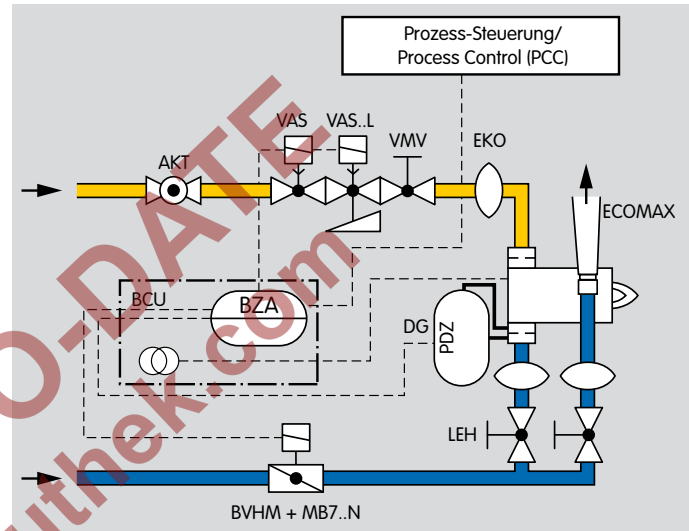 Prozess-Steuerung/
Process Control (PCC)
VAS
VAS..L
VMV
EKO
AKT
ECOMAX
BCU
BZA
DG
PDZ
LEH
BVHM + MB7..N
O-DATE
uthek.com